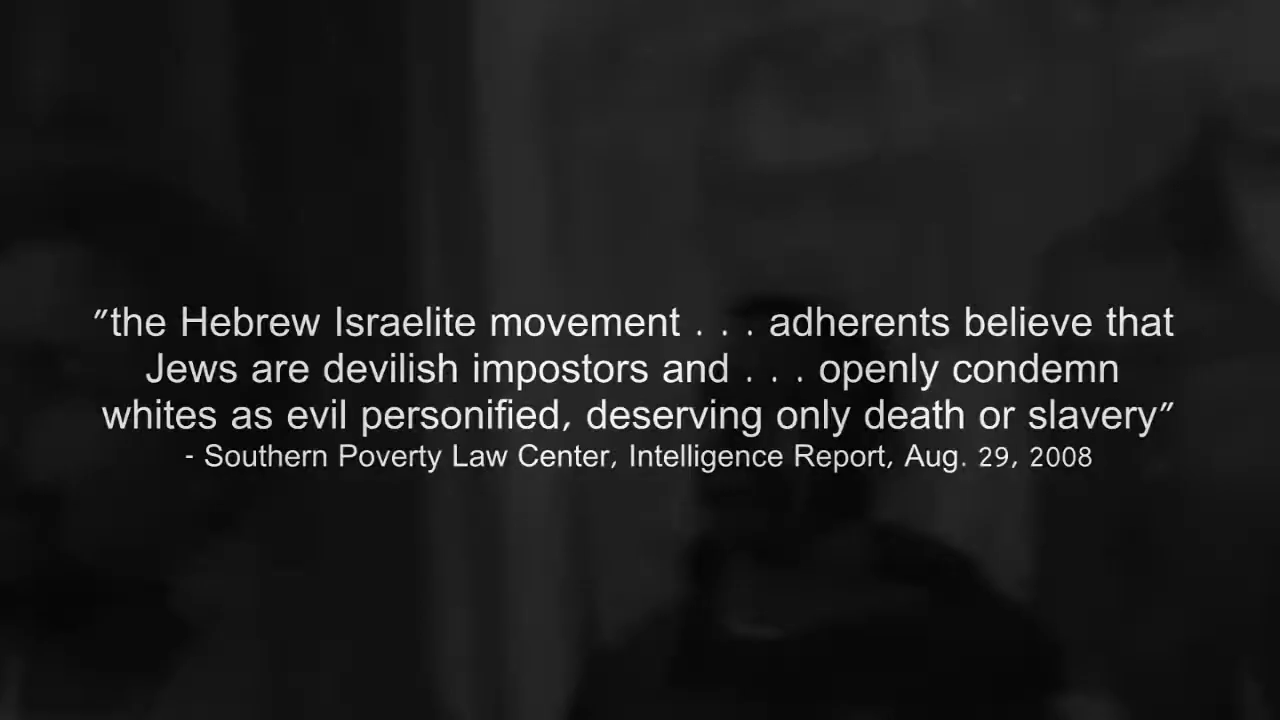 "the Hebrew Israelite movement . . . adherents believe that
Jews are devilish impostors and . . . openly condemn
whites as evil personified, deserving only death or slavery"
- Southern Poverty Law Center, Intelligence Report, Aug. 29, 2008